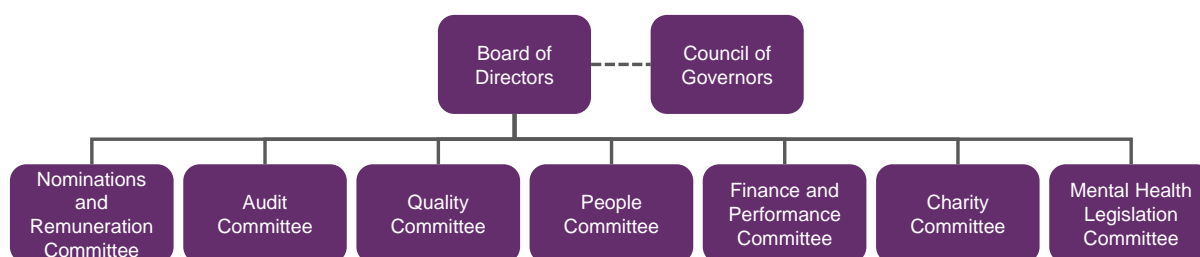 Board of
Directors
Council of
Governors
Nominations
and
Remuneration
Committee
Audit
Committee
Quality
Committee
People
Committee
Finance and
Performance
Committee
Charity
Committee
Mental Health
Legislation
Committee